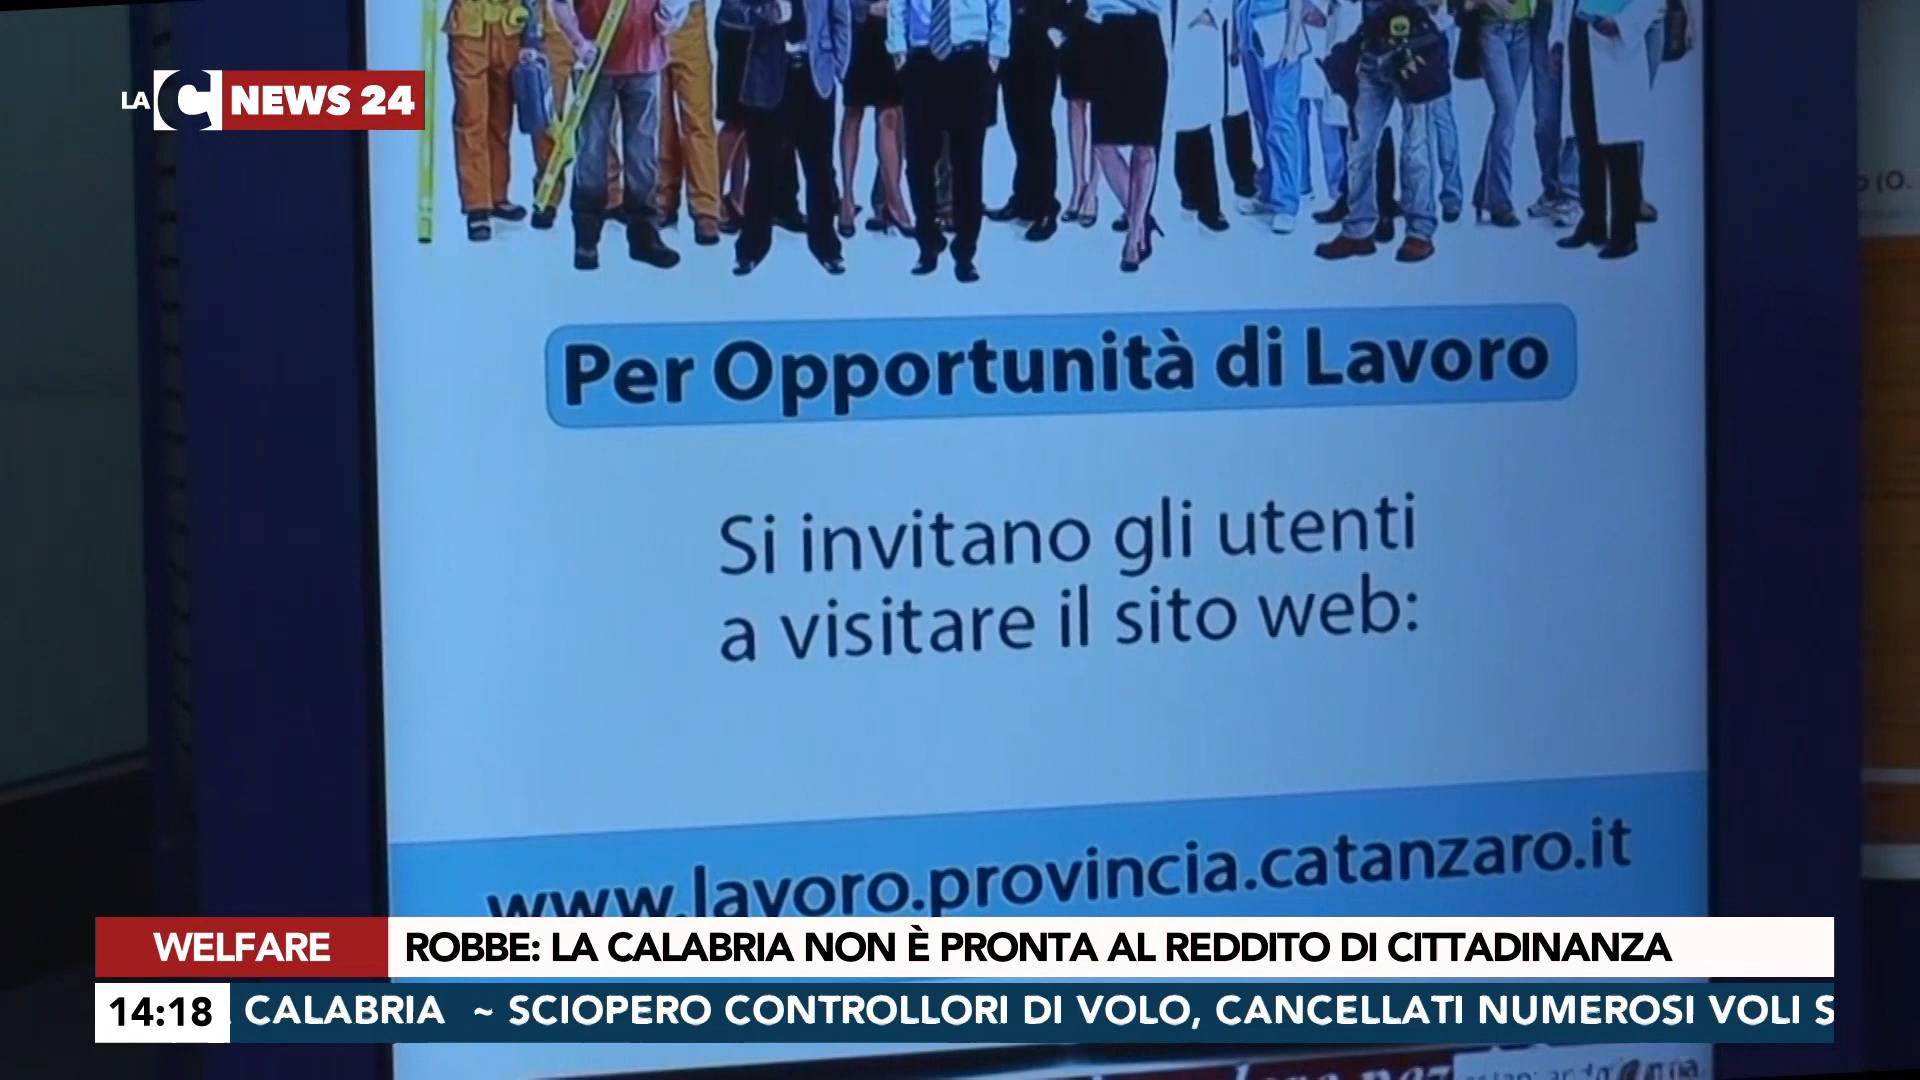 LA C NEWS 24
Per Opportunità di Lavoro
Si invitano gli utenti
a visitare il sito web:
www.lavoro.provincia.catanzaro.it
WELFARE
ROBBE: LA CALABRIA NON È PRONTA AL REDDITO DI CITTADINANZA
14:18
CALABRIA ~ SCIOPERO CONTROLLORI DI VOLO, CANCELLATI NUMEROSI VOLI S